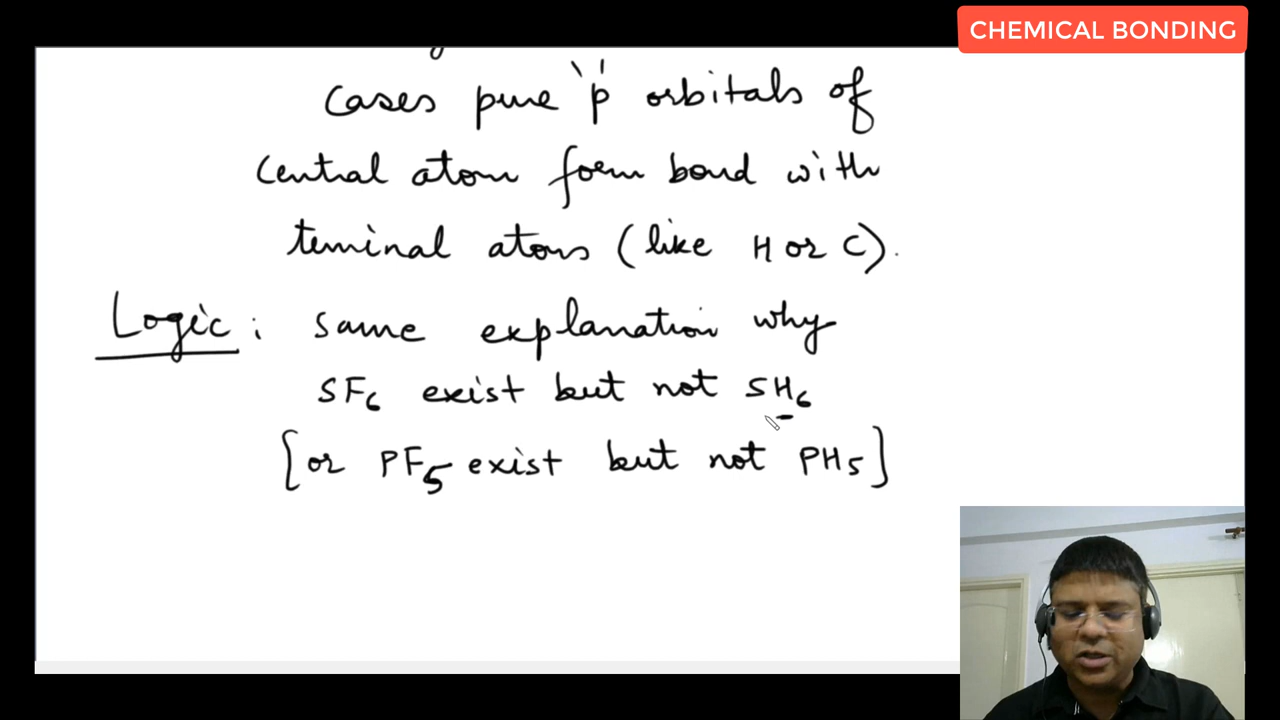 CHEMICAL BONDING
cases pure 'p' orbitals of
central atom form bond with
teminal atoms (like H or C).
Logic: same explanation why
SF6 exist but not SH6
[or PF5 exist but not PH5]